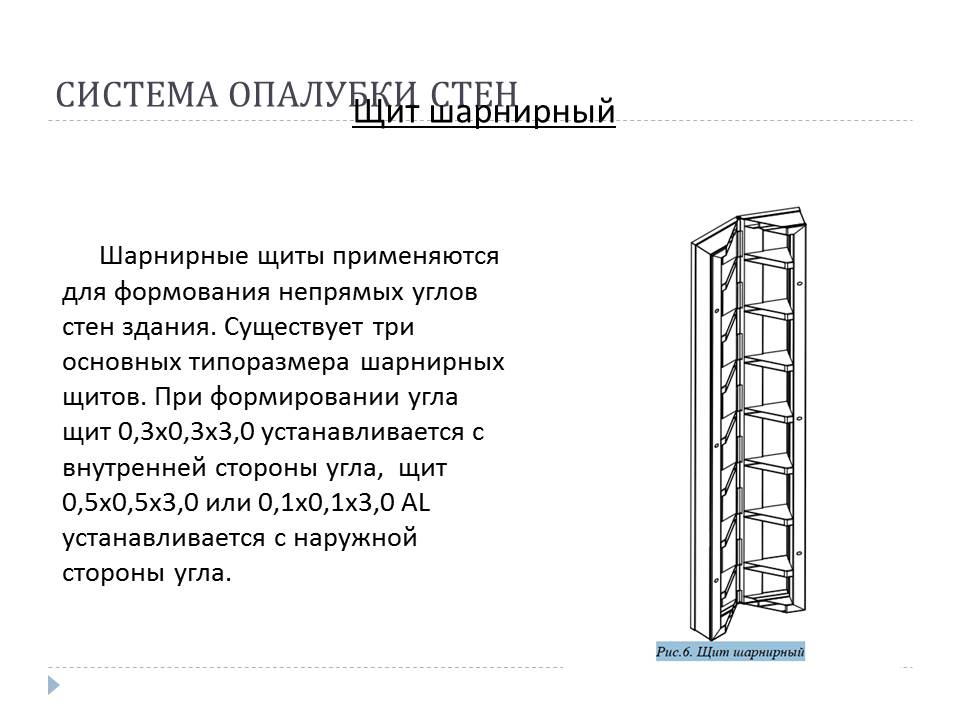 СИСТЕМА ОПАЛУБКИ СТЕН
Щит шарнирный
Шарнирные щиты применяются
для формования непрямых углов
стен здания. Существует три
основных типоразмера шарнирных
щитов. При формировании угла
щит 0,3х0,3х3,0 устанавливается с
внутренней стороны угла, щит
0,5х0,5х3,0 или 0,1х0,1х3,0 AL
устанавливается с наружной
стороны угла.
Рис.6. Щит шарнирный